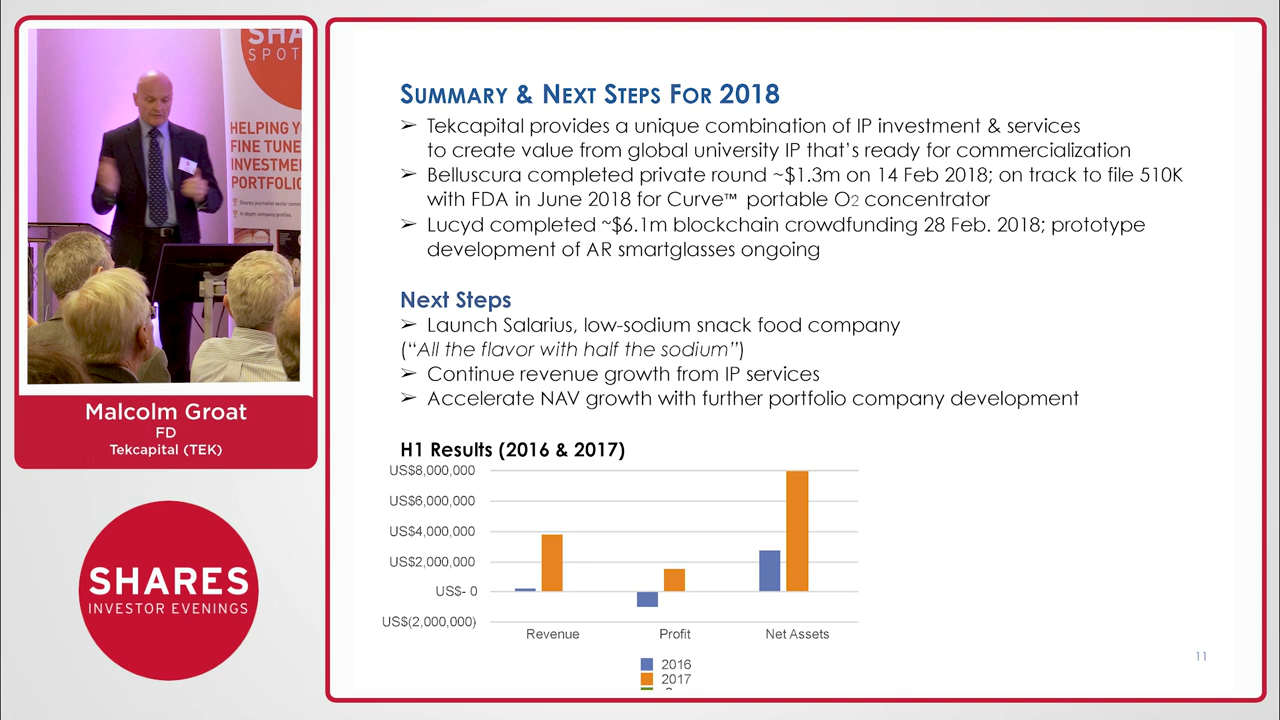 SHA
SPOT
HELPING Y
FINE TUNE
INVESTME
PORTFOLIO
In depth company profiles
Malcolm Groat
FD
Tekcapital (TEK)
SHARES
INVESTOR EVENINGS
SUMMARY & NEXT STEPS FOR 2018
➢ Tekcapital provides a unique combination of IP investment & services
to create value from global university IP that's ready for commercialization
➢ Belluscura completed private round ~$1.3m on 14 Feb 2018; on track to file 510K
with FDA in June 2018 for Curve™ portable O2 concentrator
➢ Lucyd completed ~$6.1m blockchain crowdfunding 28 Feb. 2018; prototype
development of AR smartglasses ongoing
Next Steps
➢ Launch Salarius, low-sodium snack food company
(“All the flavor with half the sodium”)
➢ Continue revenue growth from IP services
➢ Accelerate NAV growth with further portfolio company development
H1 Results (2016 & 2017)
US$8,000,000
US$6,000,000
US$4,000,000
US$2,000,000
US$- 0
US$(2,000,000)
Revenue Profit Net Assets
2016
2017
11